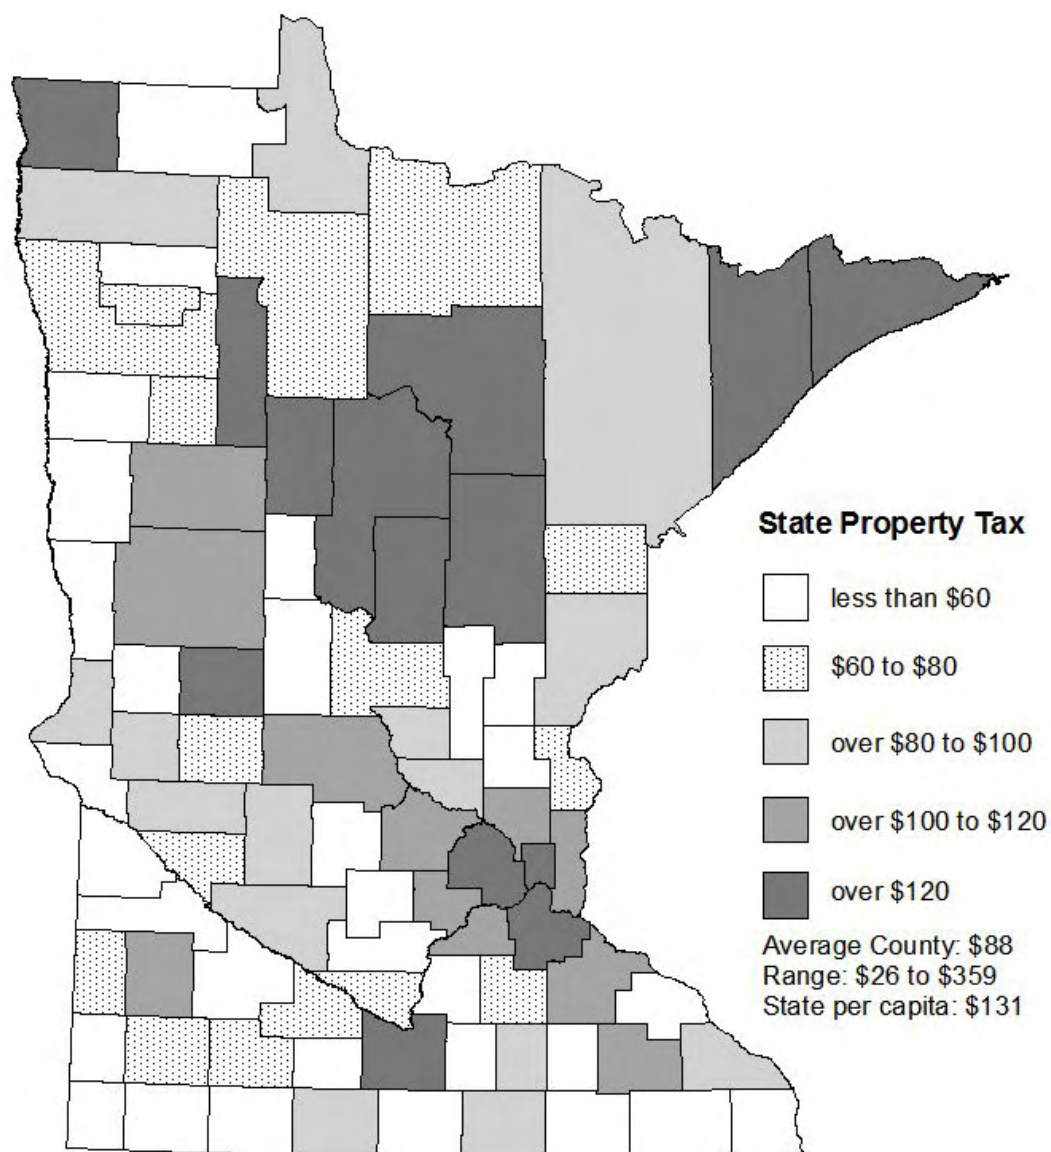 State Property Tax
less than $60
$60 to $80
over $80 to $100
over $100 to $120
over $120
Average County: $88
Range: $26 to $359
State per capita: $131